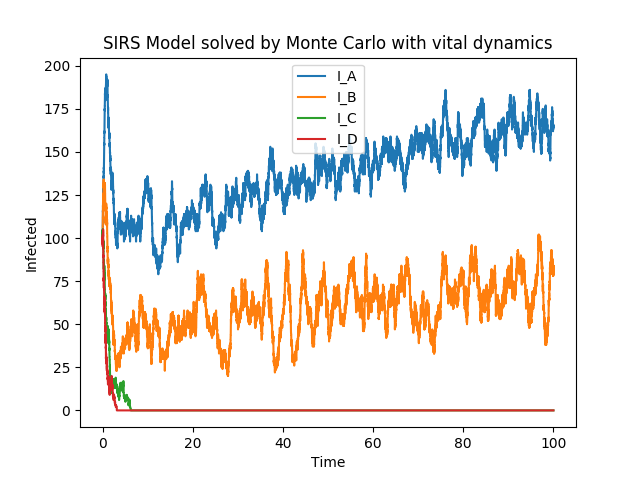 SIRS Model solved by Monte Carlo with vital dynamics
I_A
I_B
I_C
I_D
Infected
200
175
150
125
100
75
50
25
0
0
20
40
60
80
100
Time